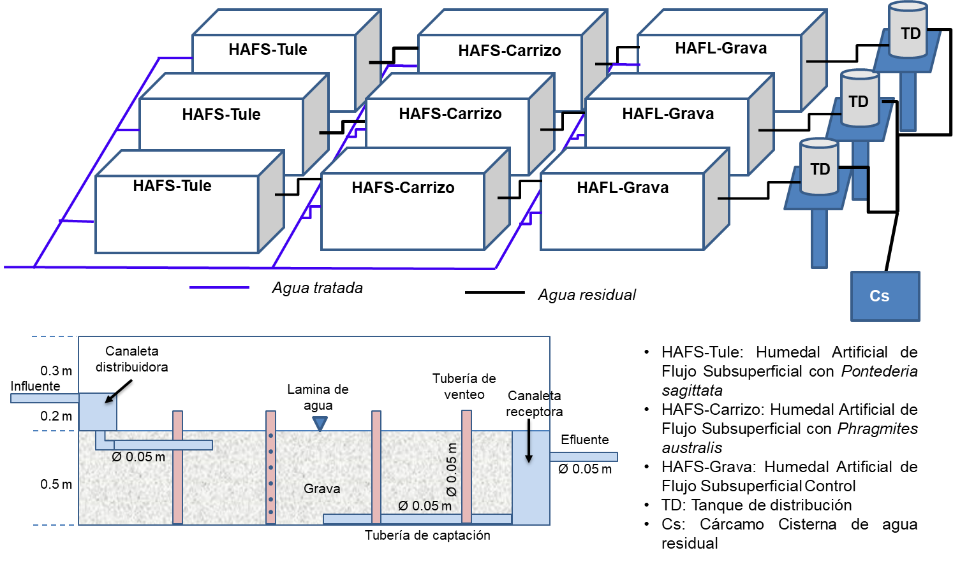 HAFS-Tule
HAFS-Carrizo
HAFL-Grava
TD
HAFS-Tule
HAFS-Carrizo
HAFL-Grava
TD
HAFS-Tule
HAFS-Carrizo
HAFL-Grava
TD
Agua tratada
Agua residual
Cs
0.3 m
Influente
0.2 m
0.5 m
Canaleta
distribuidora
Lamina de
agua
Tubería de
venteo
Canaleta
receptora
Efluente
Ø 0.05 m
Ø 0.05 m
Ø 0.05 m
Grava
Ø 0.05 m
Tubería de captación
• HAFS-Tule: Humedal Artificial de
Flujo Subsuperficial con Pontederia
sagittata
• HAFS-Carrizo: Humedal Artificial de
Flujo Subsuperficial con Phragmites
australis
• HAFS-Grava: Humedal Artificial de
Flujo Subsuperficial Control
• TD: Tanque de distribución
• Cs: Cárcamo Cisterna de agua
residual